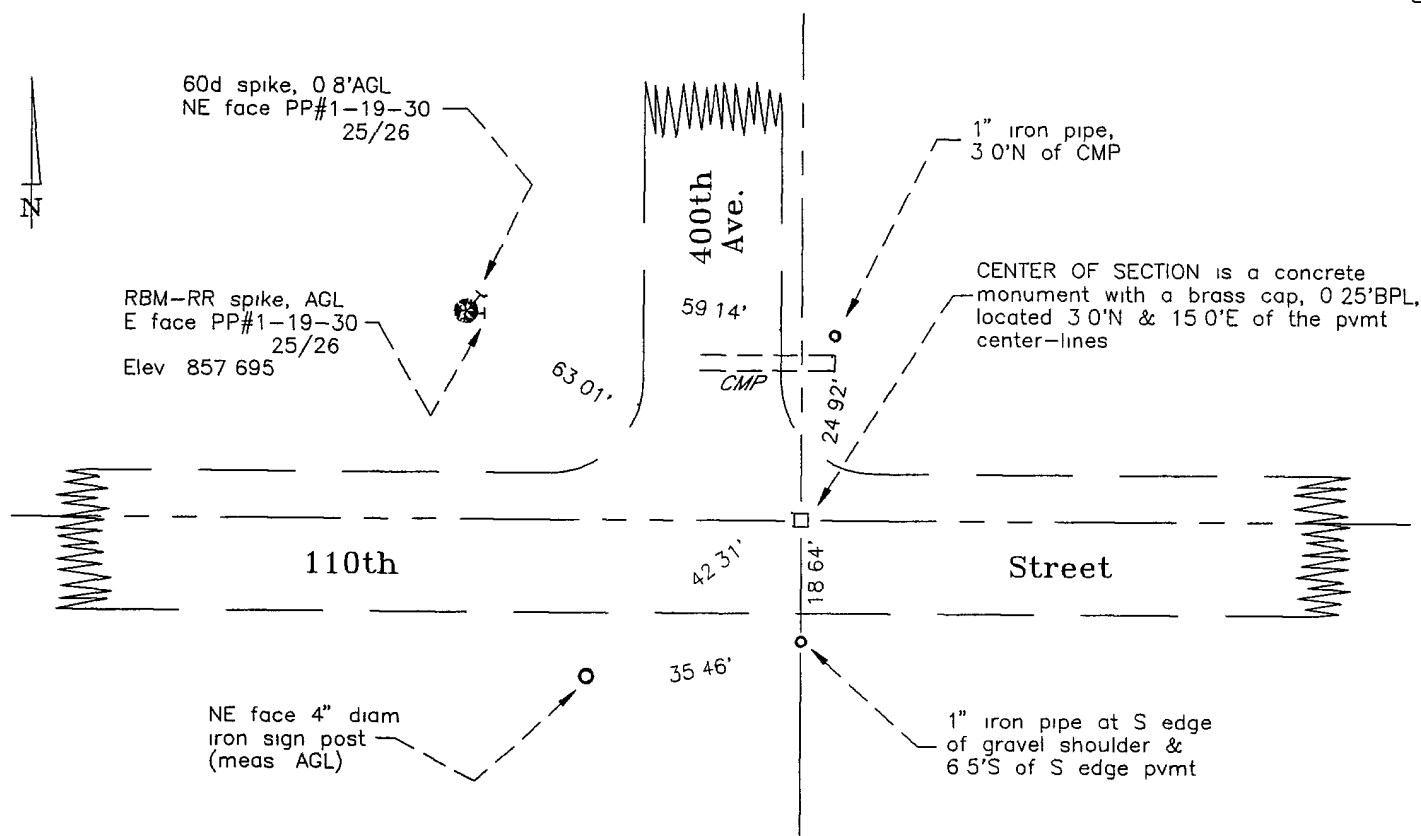 60d spike, 0 8'AGL
NE face PP#1-19-30
25/26
1" iron pipe,
3 0'N of CMP
N
400th
Ave.
CENTER OF SECTION is a concrete
monument with a brass cap, 0 25'BPL,
located 3 0'N & 15 0'E of the pvmt
center-lines
RBM-RR spike, AGL
E face PP#1-19-30
25/26
Elev 857 695
59 14'
63 01'
CMP
24 92'
110th
42 31'
18 64'
Street
35 46'
NE face 4" diam
iron sign post
(meas AGL)
1" iron pipe at S edge
of gravel shoulder &
6 5'S of S edge pvmt